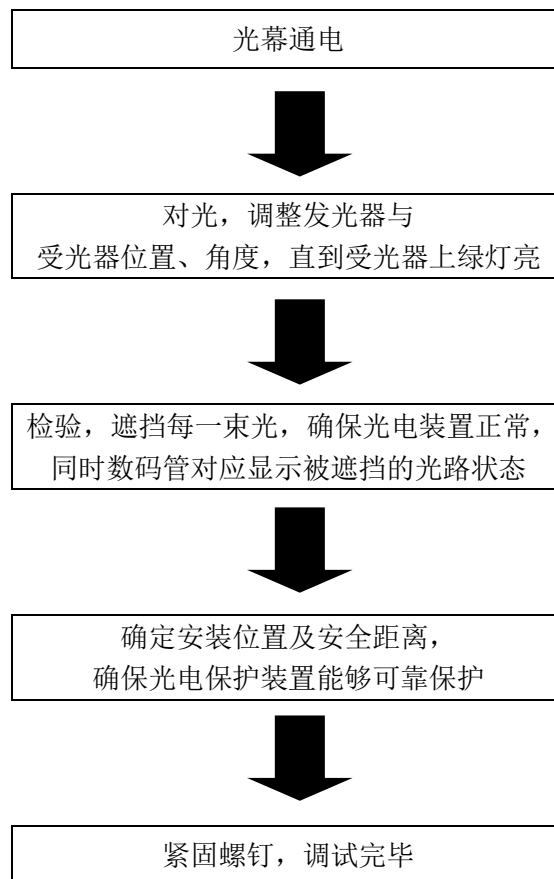 光幕通电
对光，调整发光器与
受光器位置、角度，直到受光器上绿灯亮
检验，遮挡每一束光，确保光电装置正常，
同时数码管对应显示被遮挡的光路状态
确定安装位置及安全距离，
确保光电保护装置能够可靠保护
紧固螺钉，调试完毕